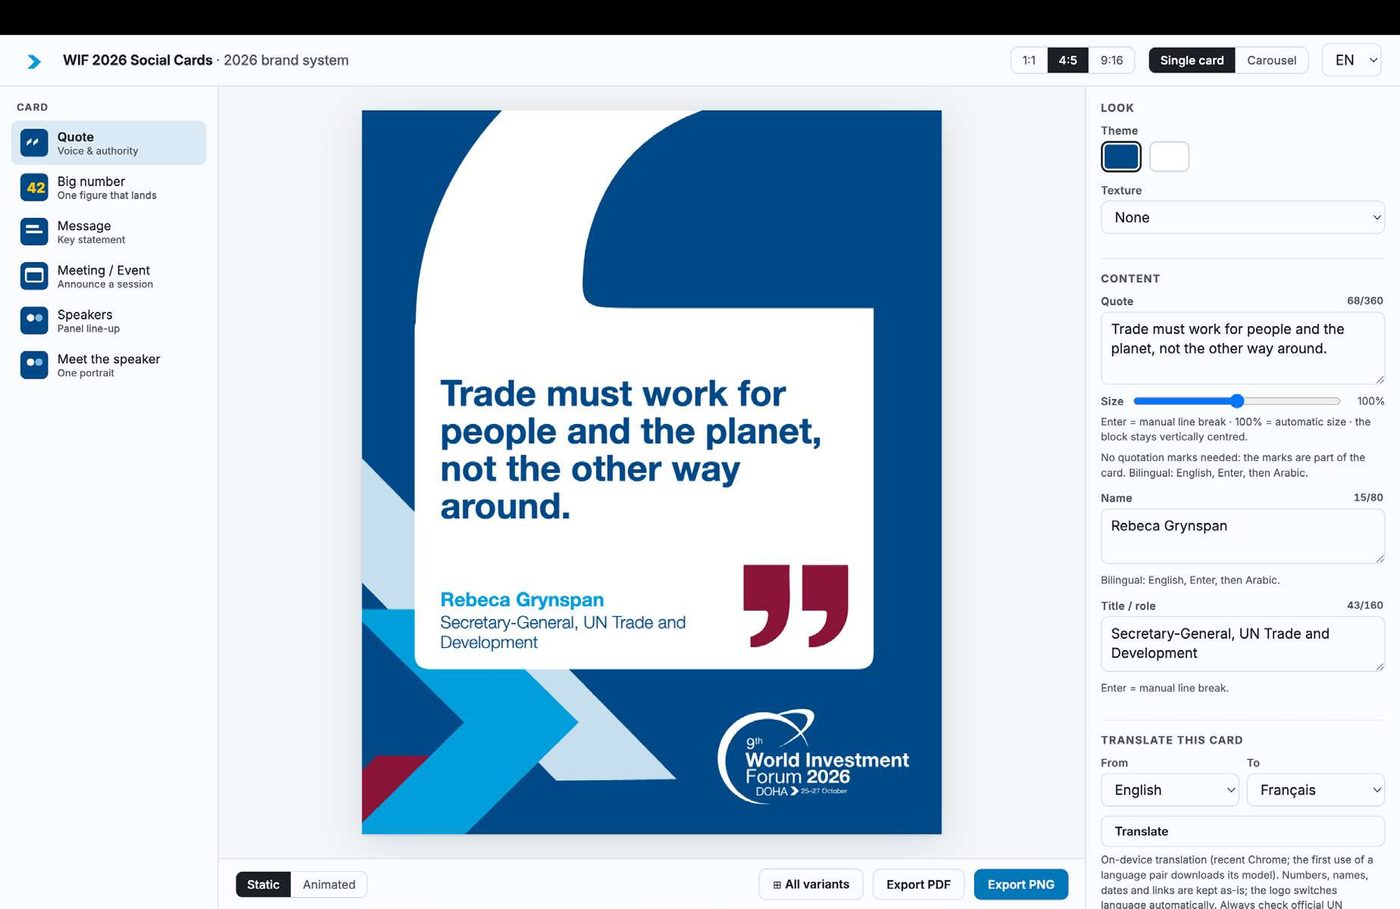 WIF 2026 Social Cards · 2026 brand system
1:1
4:5
9:16
Single card
Carousel
EN
CARD
Quote
Voice & authority
42
Big number
One figure that lands
Message
Key statement
Meeting / Event
Announce a session
Speakers
Panel line-up
Meet the speaker
One portrait
Trade must work for
people and the planet,
not the other way
around.
Rebeca Grynspan
Secretary-General, UN Trade and
Development
9th
World Investment
Forum 2026
DOHA
25–27 October
Static
Animated
All variants
Export PDF
Export PNG
LOOK
Theme
Texture
None
CONTENT
Quote
68/360
Trade must work for people and the
planet, not the other way around.
Size
100%
Enter = manual line break · 100% = automatic size · the
block stays vertically centred.
No quotation marks needed: the marks are part of the
card. Bilingual: English, Enter, then Arabic.
Name
15/80
Rebeca Grynspan
Bilingual: English, Enter, then Arabic.
Title / role
43/160
Secretary-General, UN Trade and
Development
Enter = manual line break.
TRANSLATE THIS CARD
From
To
English
Français
Translate
On-device translation (recent Chrome; the first use of a
language pair downloads its model). Numbers, names,
dates and links are kept as-is; the logo switches
language automatically. Always check official UN